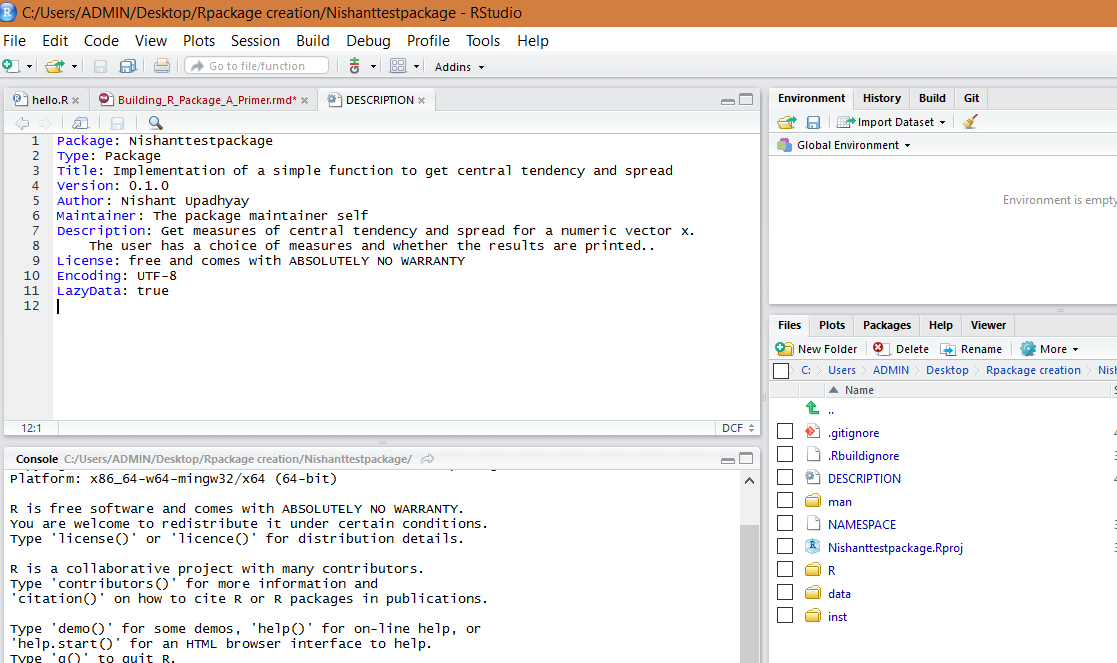 C:/Users/ADMIN/Desktop/Rpackage creation/Nishanttestpackage - RStudio
File Edit Code View Plots Session Build Debug Profile Tools Help
Go to file/function Addins
hello.R Building_R_Package_A_Primer.rmd* DESCRIPTION
1 Package: Nishanttestpackage
2 Type: Package
3 Title: Implementation of a simple function to get central tendency and spread
4 Version: 0.1.0
5 Author: Nishant Upadhyay
6 Maintainer: The package maintainer self
7 Description: Get measures of central tendency and spread for a numeric vector x.
8 The user has a choice of measures and whether the results are printed..
9 License: free and comes with ABSOLUTELY NO WARRANTY
10 Encoding: UTF-8
11 LazyData: true
12
12:1 DCF
Console C:/Users/ADMIN/Desktop/Rpackage creation/Nishanttestpackage/
Platform: x86_64-w64-mingw32/x64 (64-bit)
R is free software and comes with ABSOLUTELY NO WARRANTY.
You are welcome to redistribute it under certain conditions.
Type 'license()' or 'licence()' for distribution details.
R is a collaborative project with many contributors.
Type 'contributors()' for more information and
'citation()' on how to cite R or R packages in publications.
Type 'demo()' for some demos, 'help()' for on-line help, or
'help.start()' for an HTML browser interface to help.
Type 'q()' to quit R.
Environment History Build Git
Import Dataset
Global Environment
Environment is empty
Files Plots Packages Help Viewer
New Folder Delete Rename More
C: Users ADMIN Desktop Rpackage creation Nish
Name
..
.gitignore
.Rbuildignore
DESCRIPTION
man
NAMESPACE
Nishanttestpackage.Rproj
R
data
inst